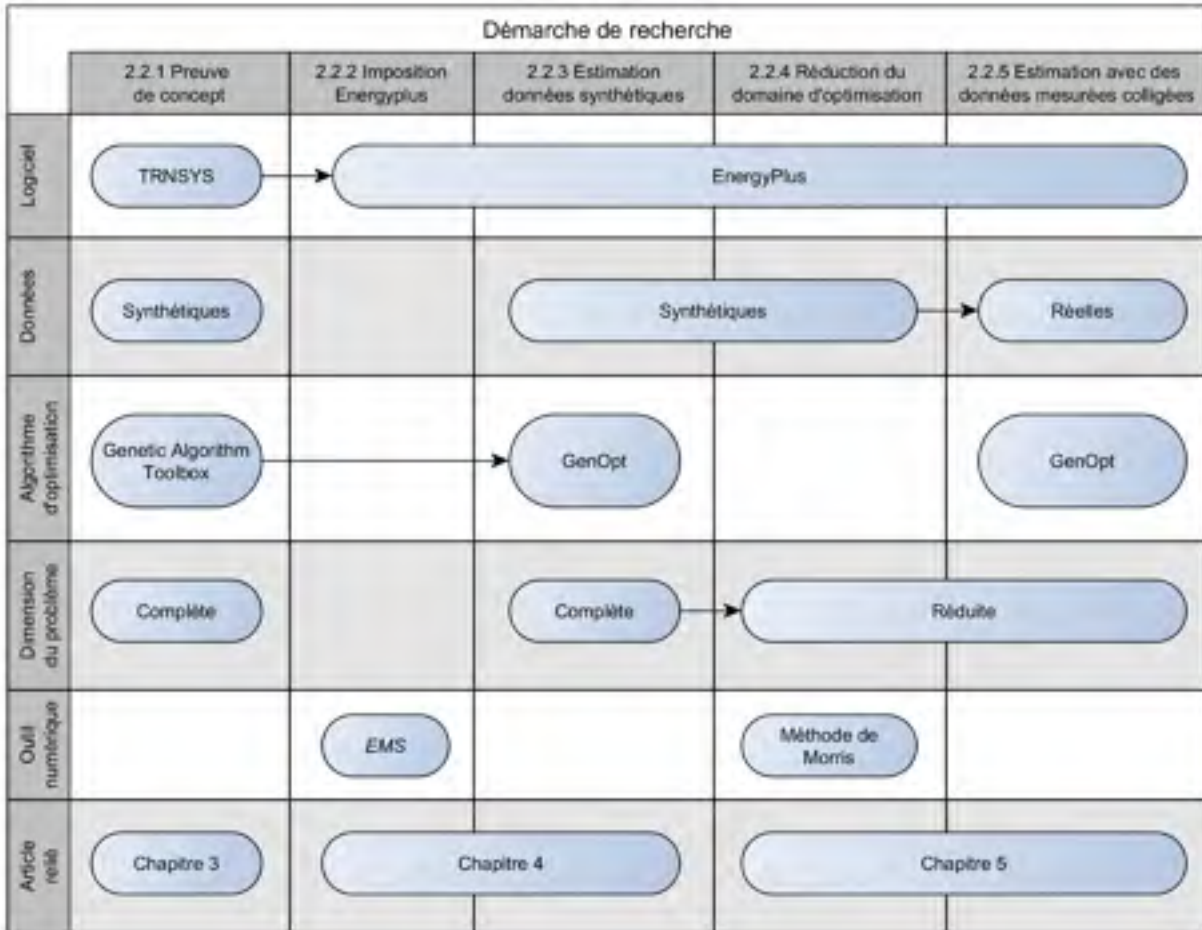 Démarche de recherche
2.2.1 Preuve
de concept
2.2.2 Imposition
Energyplus
2.2.3 Estimation
données synthétiques
2.2.4 Réduction du
domaine d'optimisation
2.2.5 Estimation avec des
données mesurées colligées
Logiciel
TRNSYS
EnergyPlus
Données
Synthétiques
Synthétiques
Réelles
Algorithme
d'optimisation
Genetic Algorithm
Toolbox
GenOpt
GenOpt
Dimension
du problème
Complète
Complète
Réduite
Outil
numérique
EMS
Méthode de
Morris
Article
relié
Chapitre 3
Chapitre 4
Chapitre 5